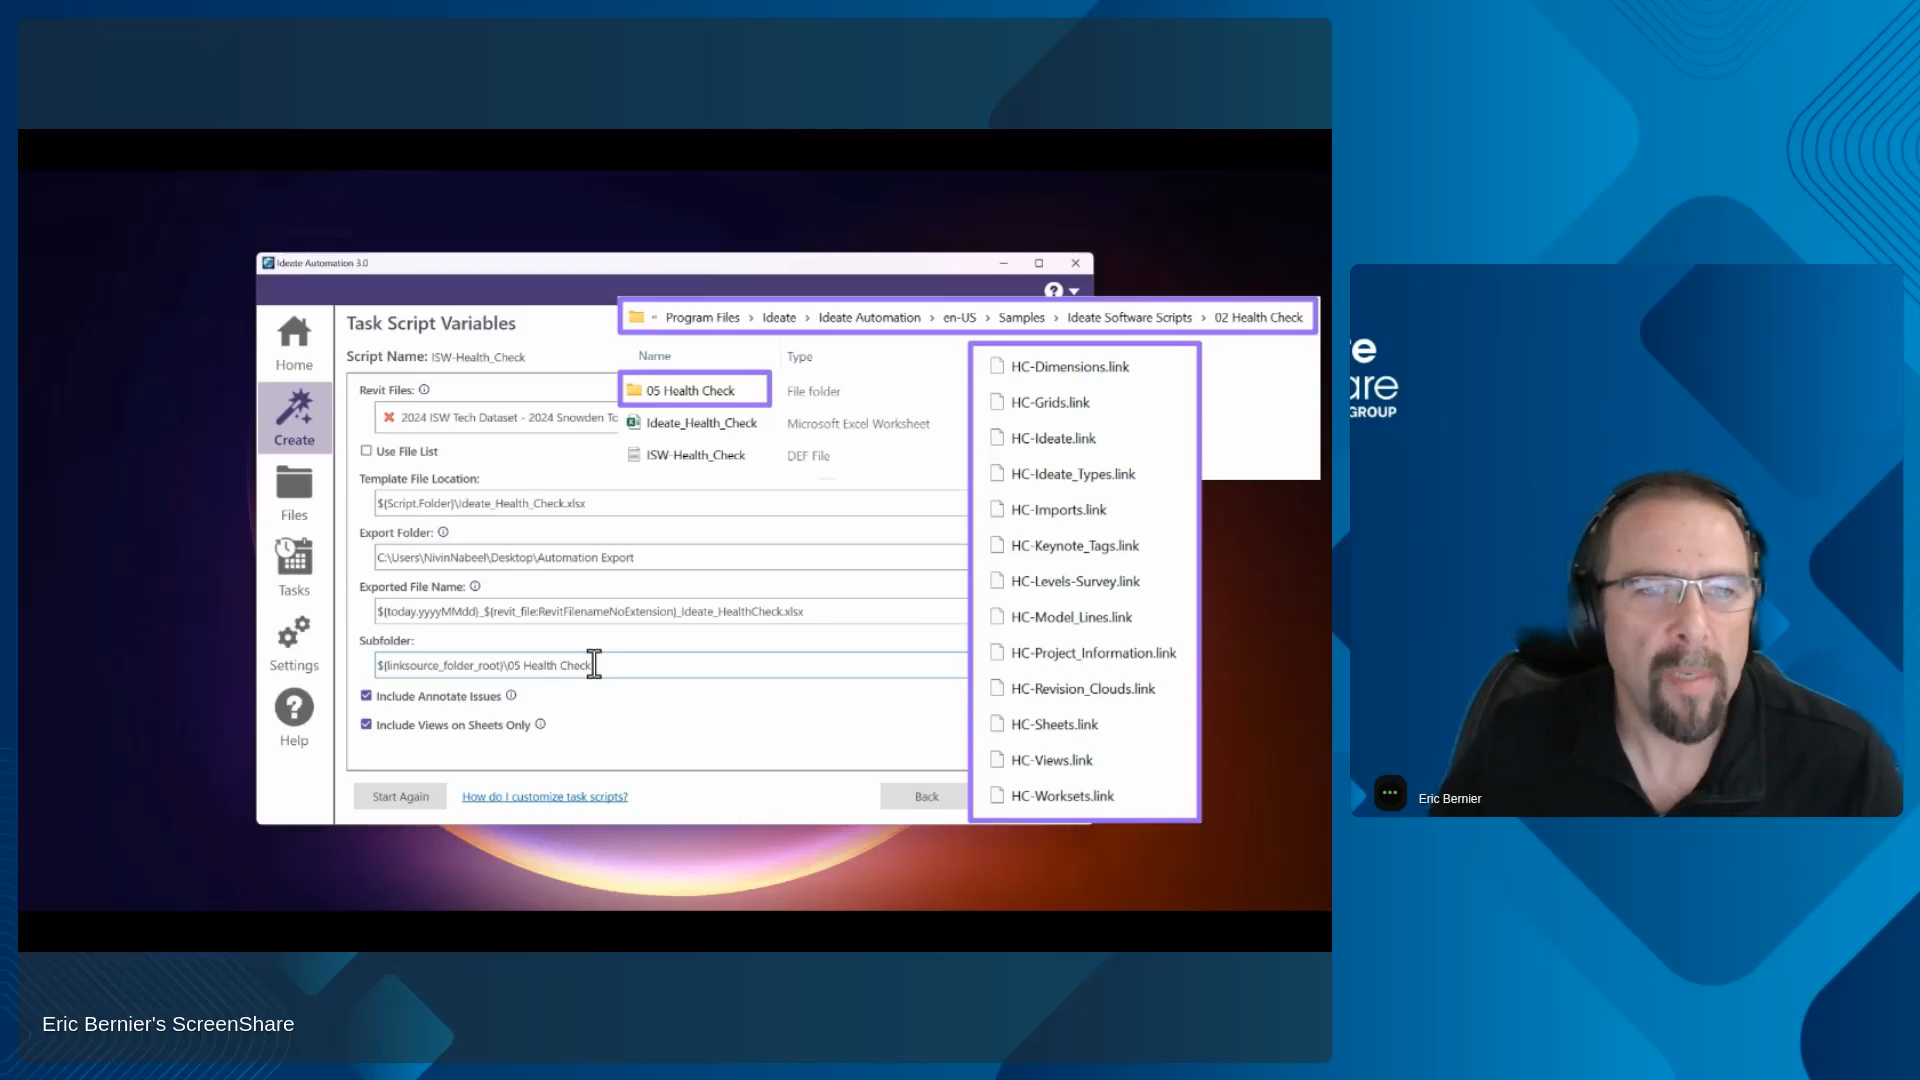 Ideate Automation 3.0
Home
Create
Files
Tasks
Settings
Help
Task Script Variables
Script Name: ISW-Health_Check
Revit Files:
2024 ISW Tech Dataset - 2024 Snowden
Use File List
Template File Location:
${Script.Folder}\Ideate_Health_Check.xlsx
Export Folder:
C:\Users\NivinNabeel\Desktop\Automation Export
Exported File Name:
${today.yyyyMMdd}_${revit_file:RevitFilenameNoExtension}_Ideate_HealthCheck.xlsx
Subfolder:
${linksource_folder_root}\05 Health Check
Include Annotate Issues
Include Views on Sheets Only
Start Again
How do I customize task scripts?
Back
« Program Files > Ideate > Ideate Automation > en-US > Samples > Ideate Software Scripts > 02 Health Check
Name Type
05 Health Check File folder
Ideate_Health_Check Microsoft Excel Worksheet
ISW-Health_Check DEF File
HC-Dimensions.link
HC-Grids.link
HC-Ideate.link
HC-Ideate_Types.link
HC-Imports.link
HC-Keynote_Tags.link
HC-Levels-Survey.link
HC-Model_Lines.link
HC-Project_Information.link
HC-Revision_Clouds.link
HC-Sheets.link
HC-Views.link
HC-Worksets.link
GROUP
Eric Bernier
Eric Bernier's ScreenShare